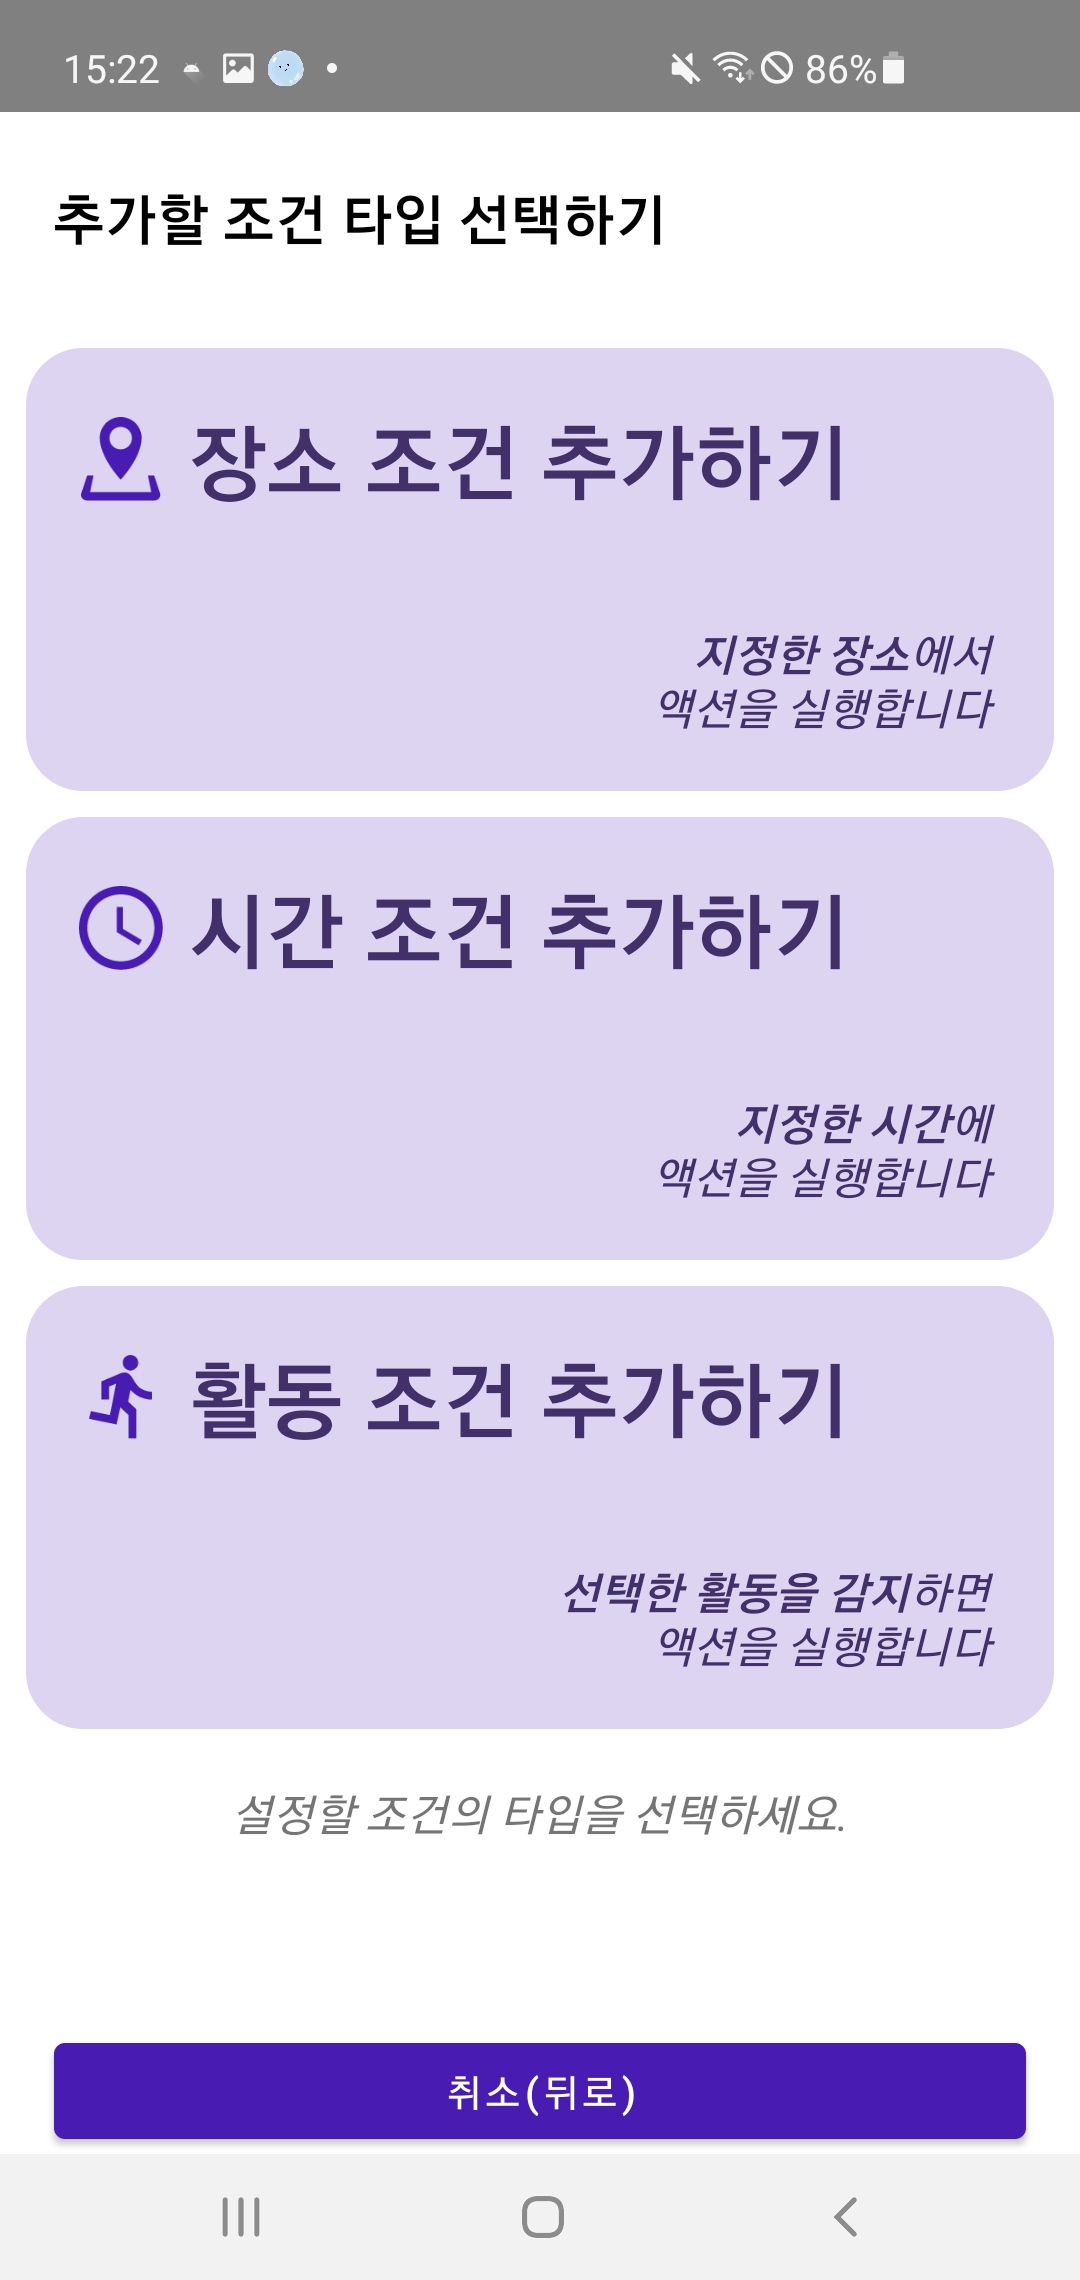 15:22
86%
추가할 조건 타입 선택하기
장소 조건 추가하기
지정한 장소에서
액션을 실행합니다
시간 조건 추가하기
지정한 시간에
액션을 실행합니다
활동 조건 추가하기
선택한 활동을 감지하면
액션을 실행합니다
설정할 조건의 타입을 선택하세요.
취소(뒤로)